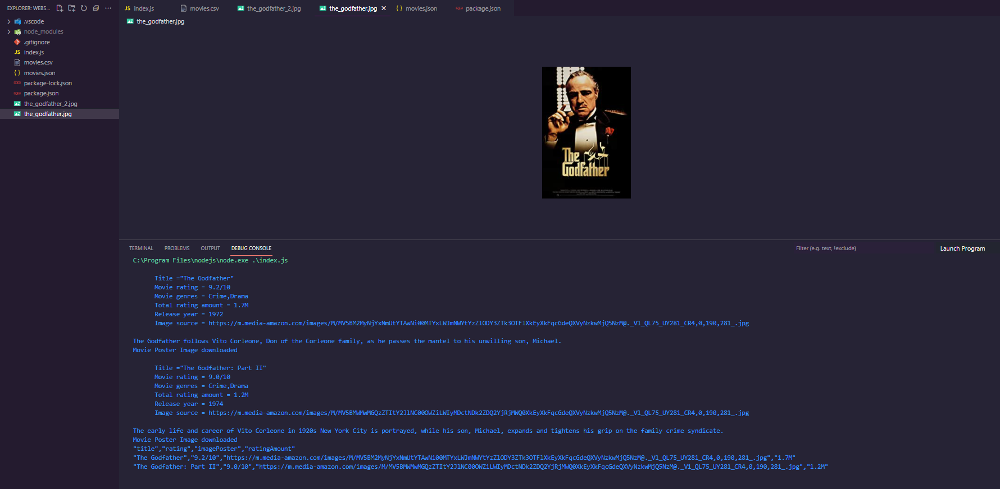 EXPLORER: WEBS...
.vscode
node_modules
.gitignore
JS index.js
movies.csv
{ } movies.json
package-lock.json
package.json
the_godfather_2.jpg
the_godfather.jpg
JS index.js movies.csv the_godfather_2.jpg the_godfather.jpg { } movies.json package.json
the_godfather.jpg
The
Godfather
TERMINAL PROBLEMS OUTPUT DEBUG CONSOLE Filter (e.g. text, !exclude) Launch Program
C:\Program Files\nodejs\node.exe .\index.js
Title ="The Godfather"
Movie rating = 9.2/10
Movie genres = Crime,Drama
Total rating amount = 1.7M
Release year = 1972
Image source = https://m.media-amazon.com/images/M/MV5BM2MyNjYxNmUtYTAwNi00MTYxLWJmNWYtYzZlODY3ZTk3OTFlXkEyXkFqcGdeQXVyNzkwMjQ5NzM@._V1_QL75_UY281_CR4,0,190,281_.jpg
The Godfather follows Vito Corleone, Don of the Corleone family, as he passes the mantel to his unwilling son, Michael.
Movie Poster Image downloaded
Title ="The Godfather: Part II"
Movie rating = 9.0/10
Movie genres = Crime,Drama
Total rating amount = 1.2M
Release year = 1974
Image source = https://m.media-amazon.com/images/M/MV5BMWMwMGQzZTItY2JlNC00OWZiLWIyMDctNDk2ZDQ2YjRjMWQ0XkEyXkFqcGdeQXVyNzkwMjQ5NzM@._V1_QL75_UY281_CR4,0,190,281_.jpg
The early life and career of Vito Corleone in 1920s New York City is portrayed, while his son, Michael, expands and tightens his grip on the family crime syndicate.
Movie Poster Image downloaded
"title","rating","imagePoster","ratingAmount"
"The Godfather","9.2/10","https://m.media-amazon.com/images/M/MV5BM2MyNjYxNmUtYTAwNi00MTYxLWJmNWYtYzZlODY3ZTk3OTFlXkEyXkFqcGdeQXVyNzkwMjQ5NzM@._V1_QL75_UY281_CR4,0,190,281_.jpg","1.7M"
"The Godfather: Part II","9.0/10","https://m.media-amazon.com/images/M/MV5BMWMwMGQzZTItY2JlNC00OWZiLWIyMDctNDk2ZDQ2YjRjMWQ0XkEyXkFqcGdeQXVyNzkwMjQ5NzM@._V1_QL75_UY281_CR4,0,190,281_.jpg","1.2M"